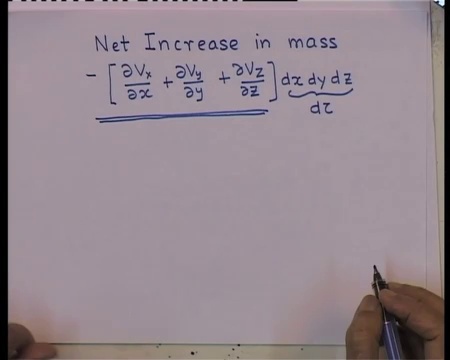 Net Increase in mass
- [ ∂Vx/∂x + ∂Vy/∂y + ∂Vz/∂z ] dx dy dz
dτ